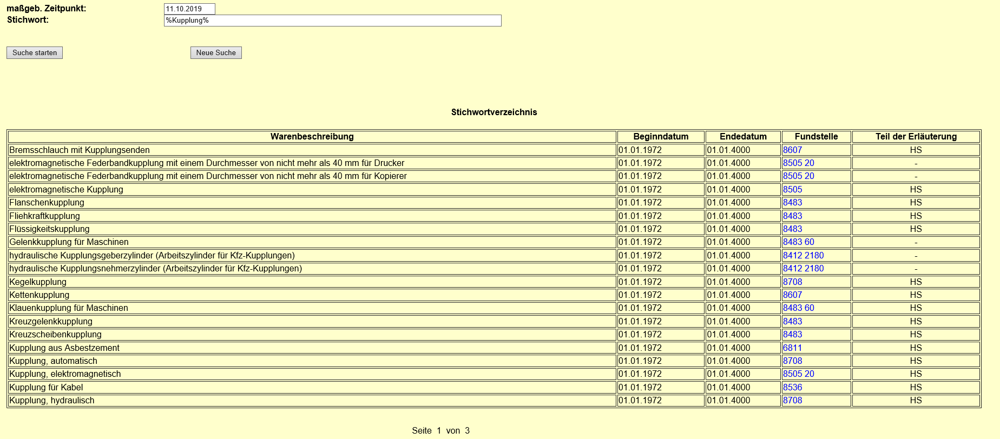 maßgeb. Zeitpunkt: 11.10.2019
Stichwort: %Kupplung%
Suche starten Neue Suche
Stichwortverzeichnis
Warenbeschreibung Beginndatum Endedatum Fundstelle Teil der Erläuterung
Bremsschlauch mit Kupplungsenden 01.01.1972 01.01.4000 8607 HS
elektromagnetische Federbandkupplung mit einem Durchmesser von nicht mehr als 40 mm für Drucker 01.01.1972 01.01.4000 8505 20 -
elektromagnetische Federbandkupplung mit einem Durchmesser von nicht mehr als 40 mm für Kopierer 01.01.1972 01.01.4000 8505 20 -
elektromagnetische Kupplung 01.01.1972 01.01.4000 8505 HS
Flanschenkupplung 01.01.1972 01.01.4000 8483 HS
Fliehkraftkupplung 01.01.1972 01.01.4000 8483 HS
Flüssigkeitskupplung 01.01.1972 01.01.4000 8483 HS
Gelenkkupplung für Maschinen 01.01.1972 01.01.4000 8483 60 -
hydraulische Kupplungsgeberzylinder (Arbeitszylinder für Kfz-Kupplungen) 01.01.1972 01.01.4000 8412 2180 -
hydraulische Kupplungsnehmerzylinder (Arbeitszylinder für Kfz-Kupplungen) 01.01.1972 01.01.4000 8412 2180 -
Kegelkupplung 01.01.1972 01.01.4000 8708 HS
Kettenkupplung 01.01.1972 01.01.4000 8607 HS
Klauenkupplung für Maschinen 01.01.1972 01.01.4000 8483 60 HS
Kreuzgelenkkupplung 01.01.1972 01.01.4000 8483 HS
Kreuzscheibenkupplung 01.01.1972 01.01.4000 8483 HS
Kupplung aus Asbestzement 01.01.1972 01.01.4000 6811 HS
Kupplung, automatisch 01.01.1972 01.01.4000 8708 HS
Kupplung, elektromagnetisch 01.01.1972 01.01.4000 8505 20 HS
Kupplung für Kabel 01.01.1972 01.01.4000 8536 HS
Kupplung, hydraulisch 01.01.1972 01.01.4000 8708 HS
Seite 1 von 3